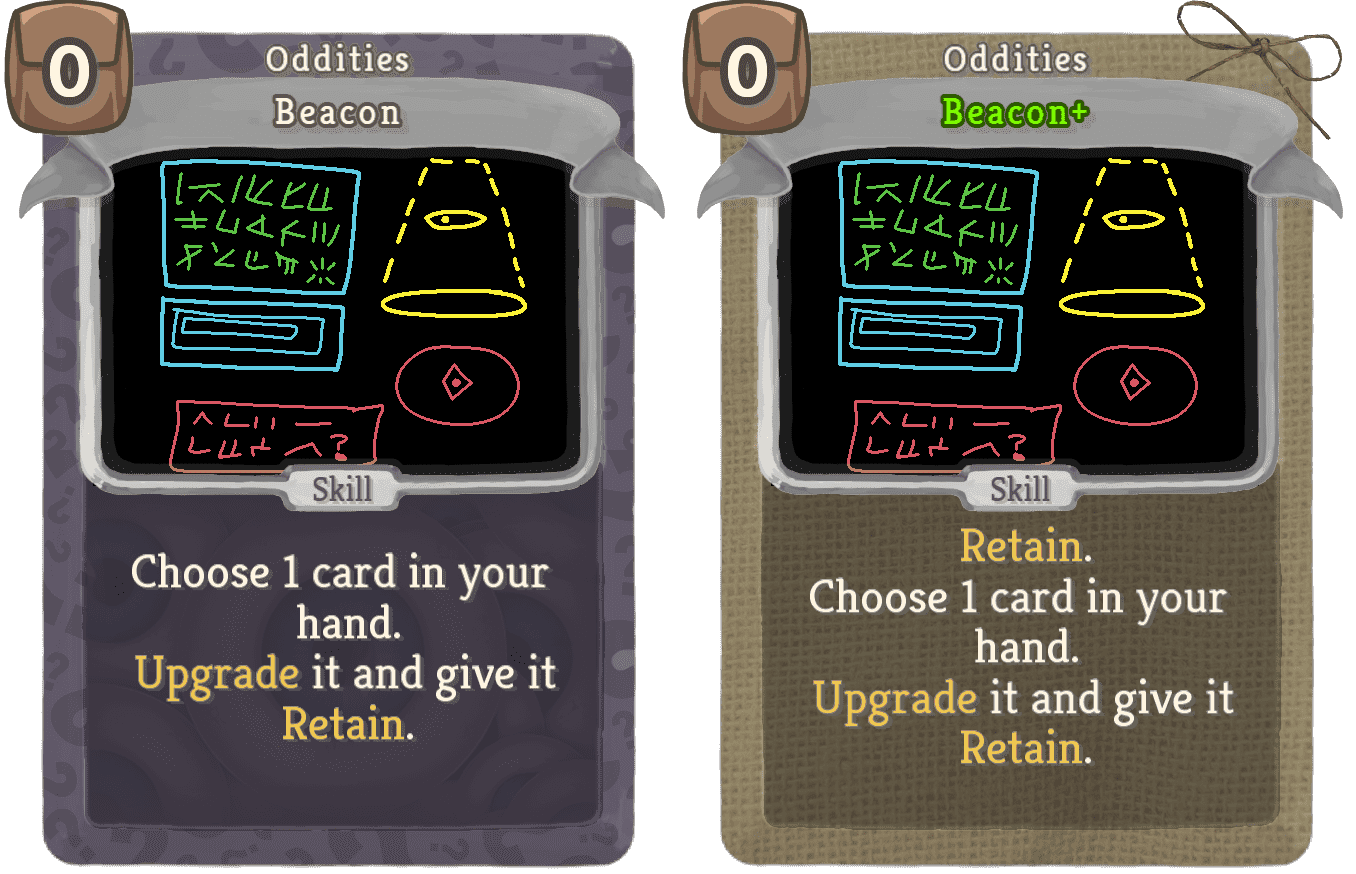 0
Oddities
Beacon
Skill
Choose 1 card in your
hand.
Upgrade it and give it
Retain.
0
Oddities
Beacon+
Skill
Retain.
Choose 1 card in your
hand.
Upgrade it and give it
Retain.